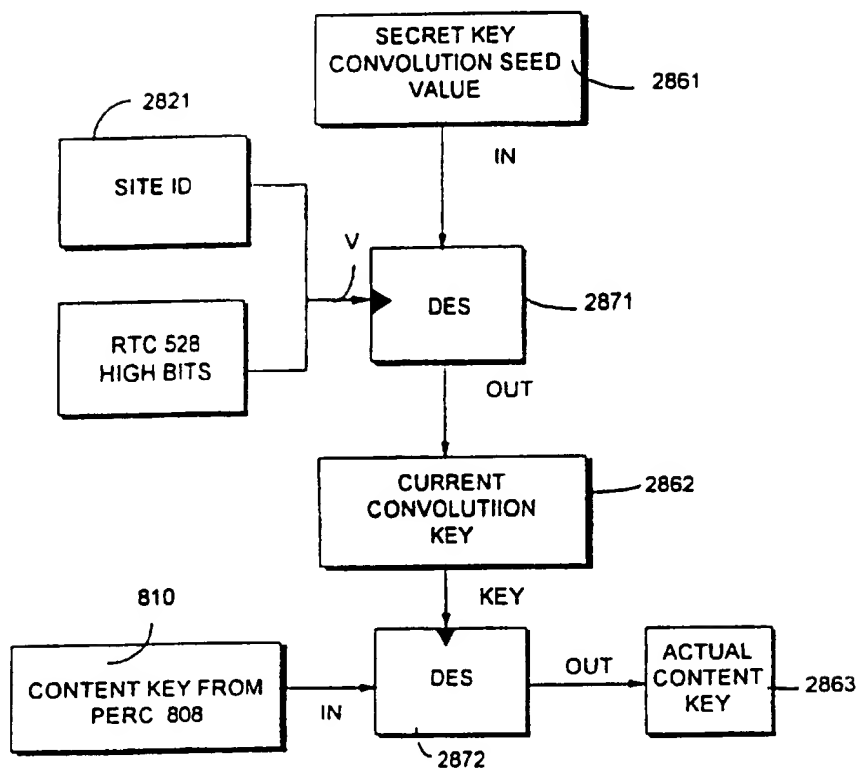 SECRET KEY
CONVOLUTION SEED
VALUE
2861
2821
IN
SITE ID
V
DES
2871
RTC 528
HIGH BITS
OUT
CURRENT
CONVOLUTIION
KEY
2862
810
KEY
CONTENT KEY FROM
PERC 808
IN
DES
OUT
ACTUAL
CONTENT
KEY
2863
2872